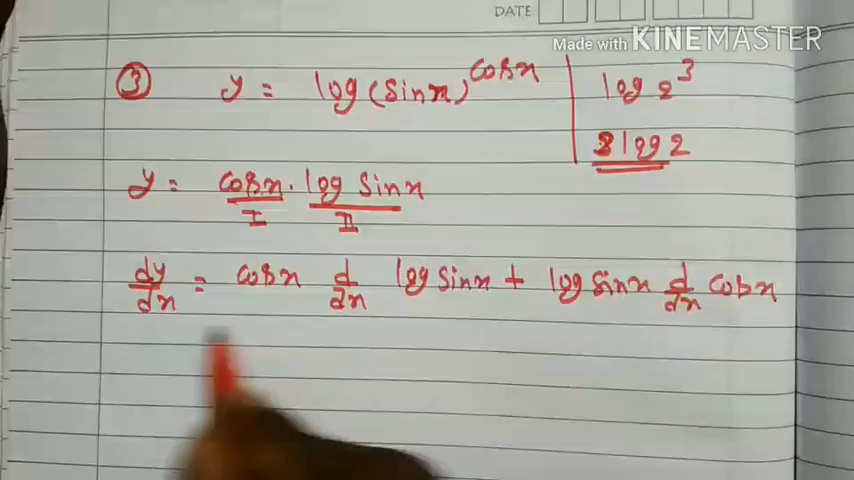 DATE
Made with KINEMASTER
③ y = log (sinx)^cosx | log 2^3
3 log 2
y = cosx . log sinx
I II
dy/dx = cosx d/dx log sinx + log sinx d/dx cosx